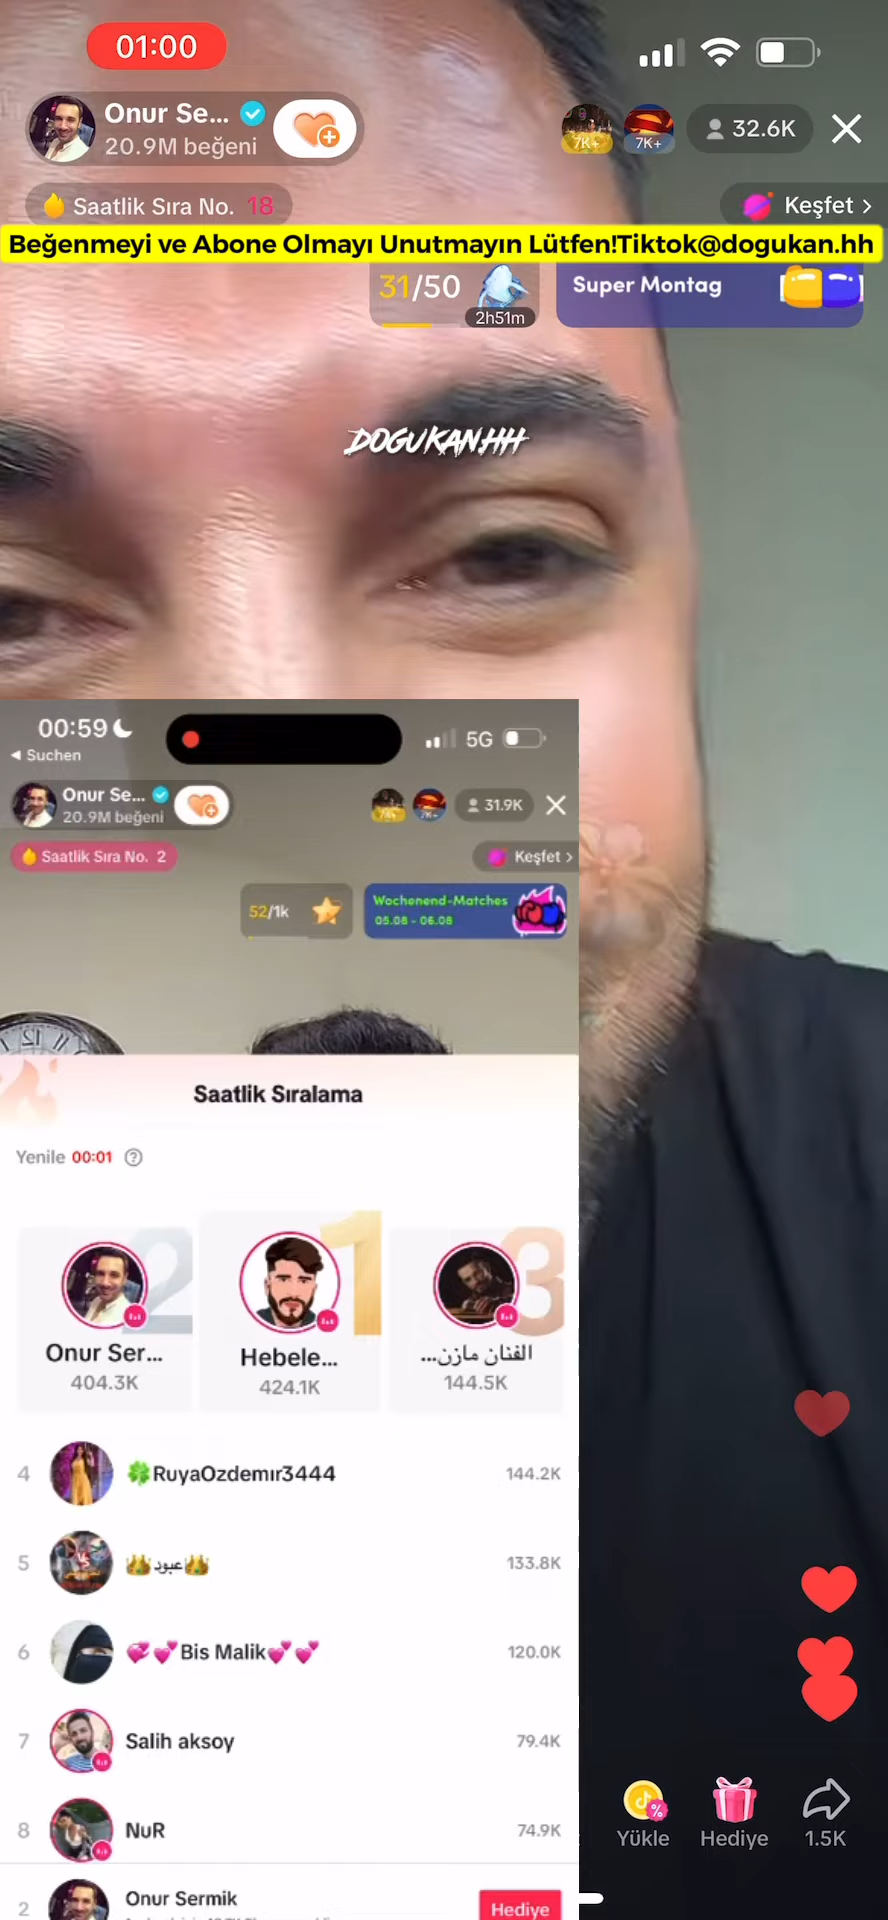 01:00
Onur Se...
20.9M beğeni
7K+
7K+
32.6K
Saatlik Sıra No. 18
Keşfet >
Beğenmeyi ve Abone Olmayı Unutmayın Lütfen!Tiktok@dogukan.hh
31/50
2h51m
Super Montag
DOGUKAN.HH
00:59
5G
Suchen
Onur Se...
20.9M beğeni
31.9K
Saatlik Sıra No. 2
Keşfet >
52/1k
Wochenend-Matches
05.08 - 06.08
Saatlik Sıralama
Yenile 00:01
2
1
3
Onur Ser...
404.3K
Hebele...
424.1K
الفنان مازن...
144.5K
4 🍀RuyaOzdemır3444 144.2K
5 👑عبود👑 133.8K
6 💞💕Bis Malik💕💕 120.0K
7 Salih aksoy 79.4K
8 NuR 74.9K
2 Onur Sermik
Hediye
Yükle
Hediye
1.5K